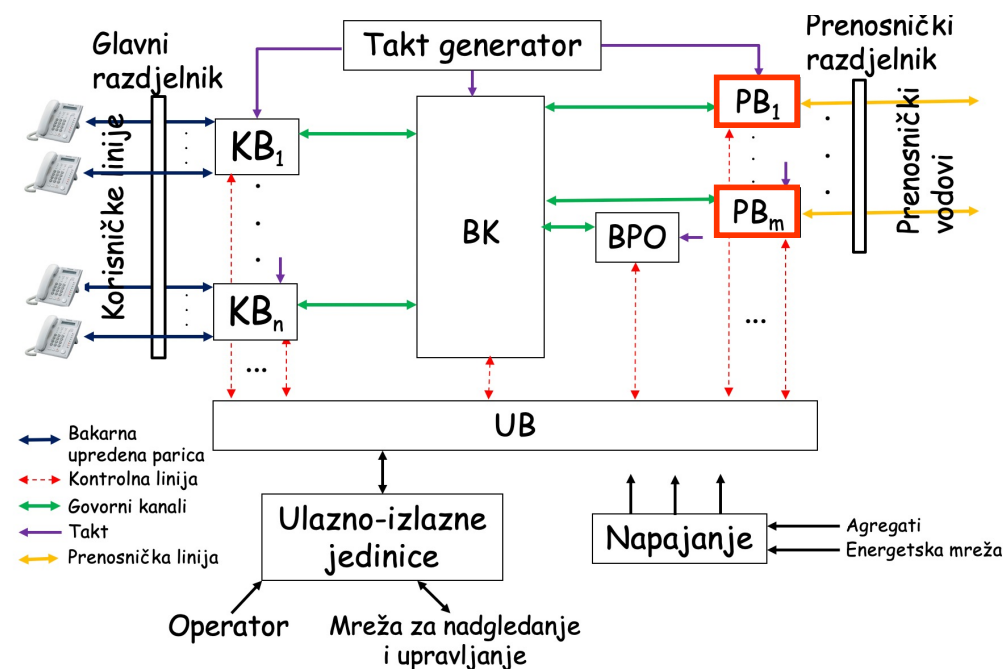 Glavni
razdjelnik
Takt generator
Prenosnički
razdjelnik
Korisničke linije
KB1
.
.
.
KBn
...
BK
PB1
PBm
BPO
...
Prenosnički
vodovi
UB
Bakarna
upredena parica
Kontrolna linija
Govorni kanali
Takt
Prenosnička linija
Ulazno-izlazne
jedinice
Napajanje
Agregati
Energetska mreža
Operator
Mreža za nadgledanje
i upravljanje